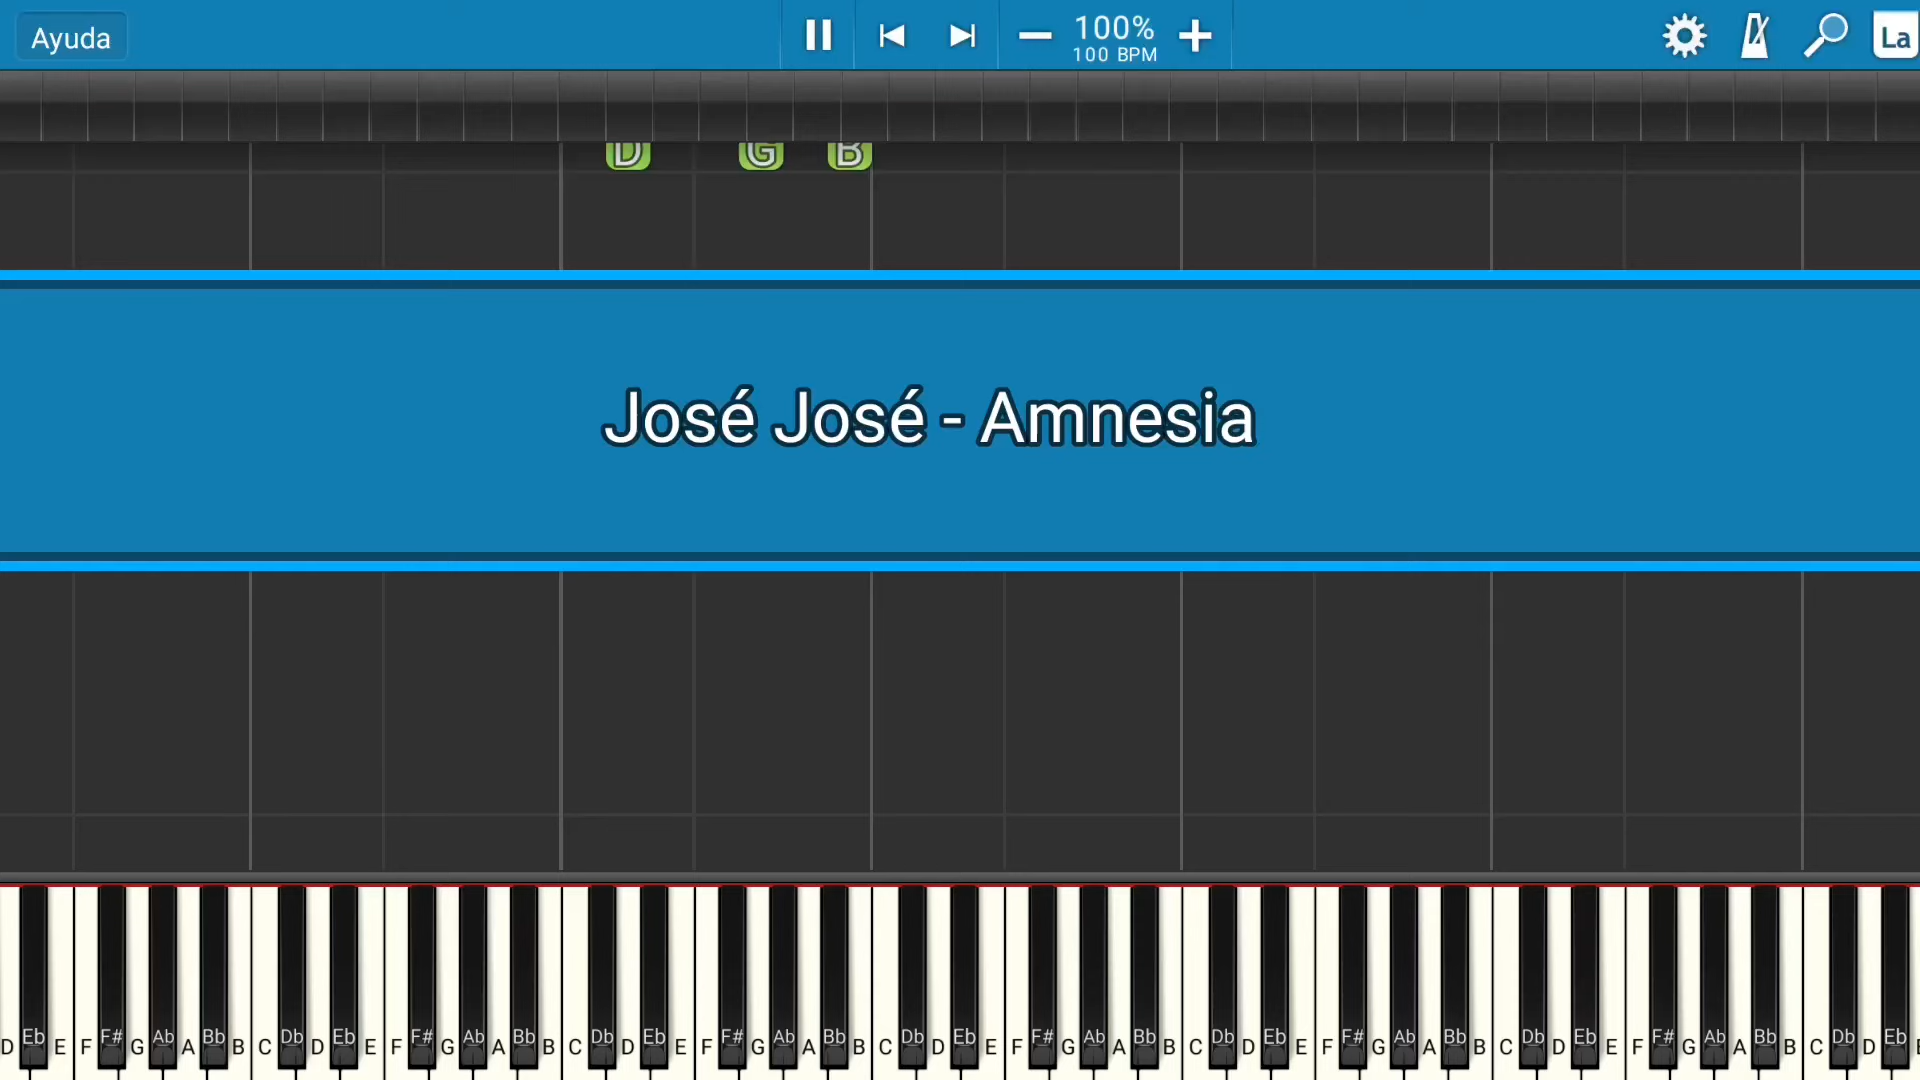 Ayuda
100%
100 BPM
La
D G B
José José - Amnesia
Eb F# Ab Bb Db Eb F# Ab Bb Db Eb F# Ab Bb Db Eb F# Ab Bb Db Eb F# Ab Bb Db Eb F# Ab Bb Db Eb
D E F G A B C D E F G A B C D E F G A B C D E F G A B C D E F G A B C D E F G A B C D